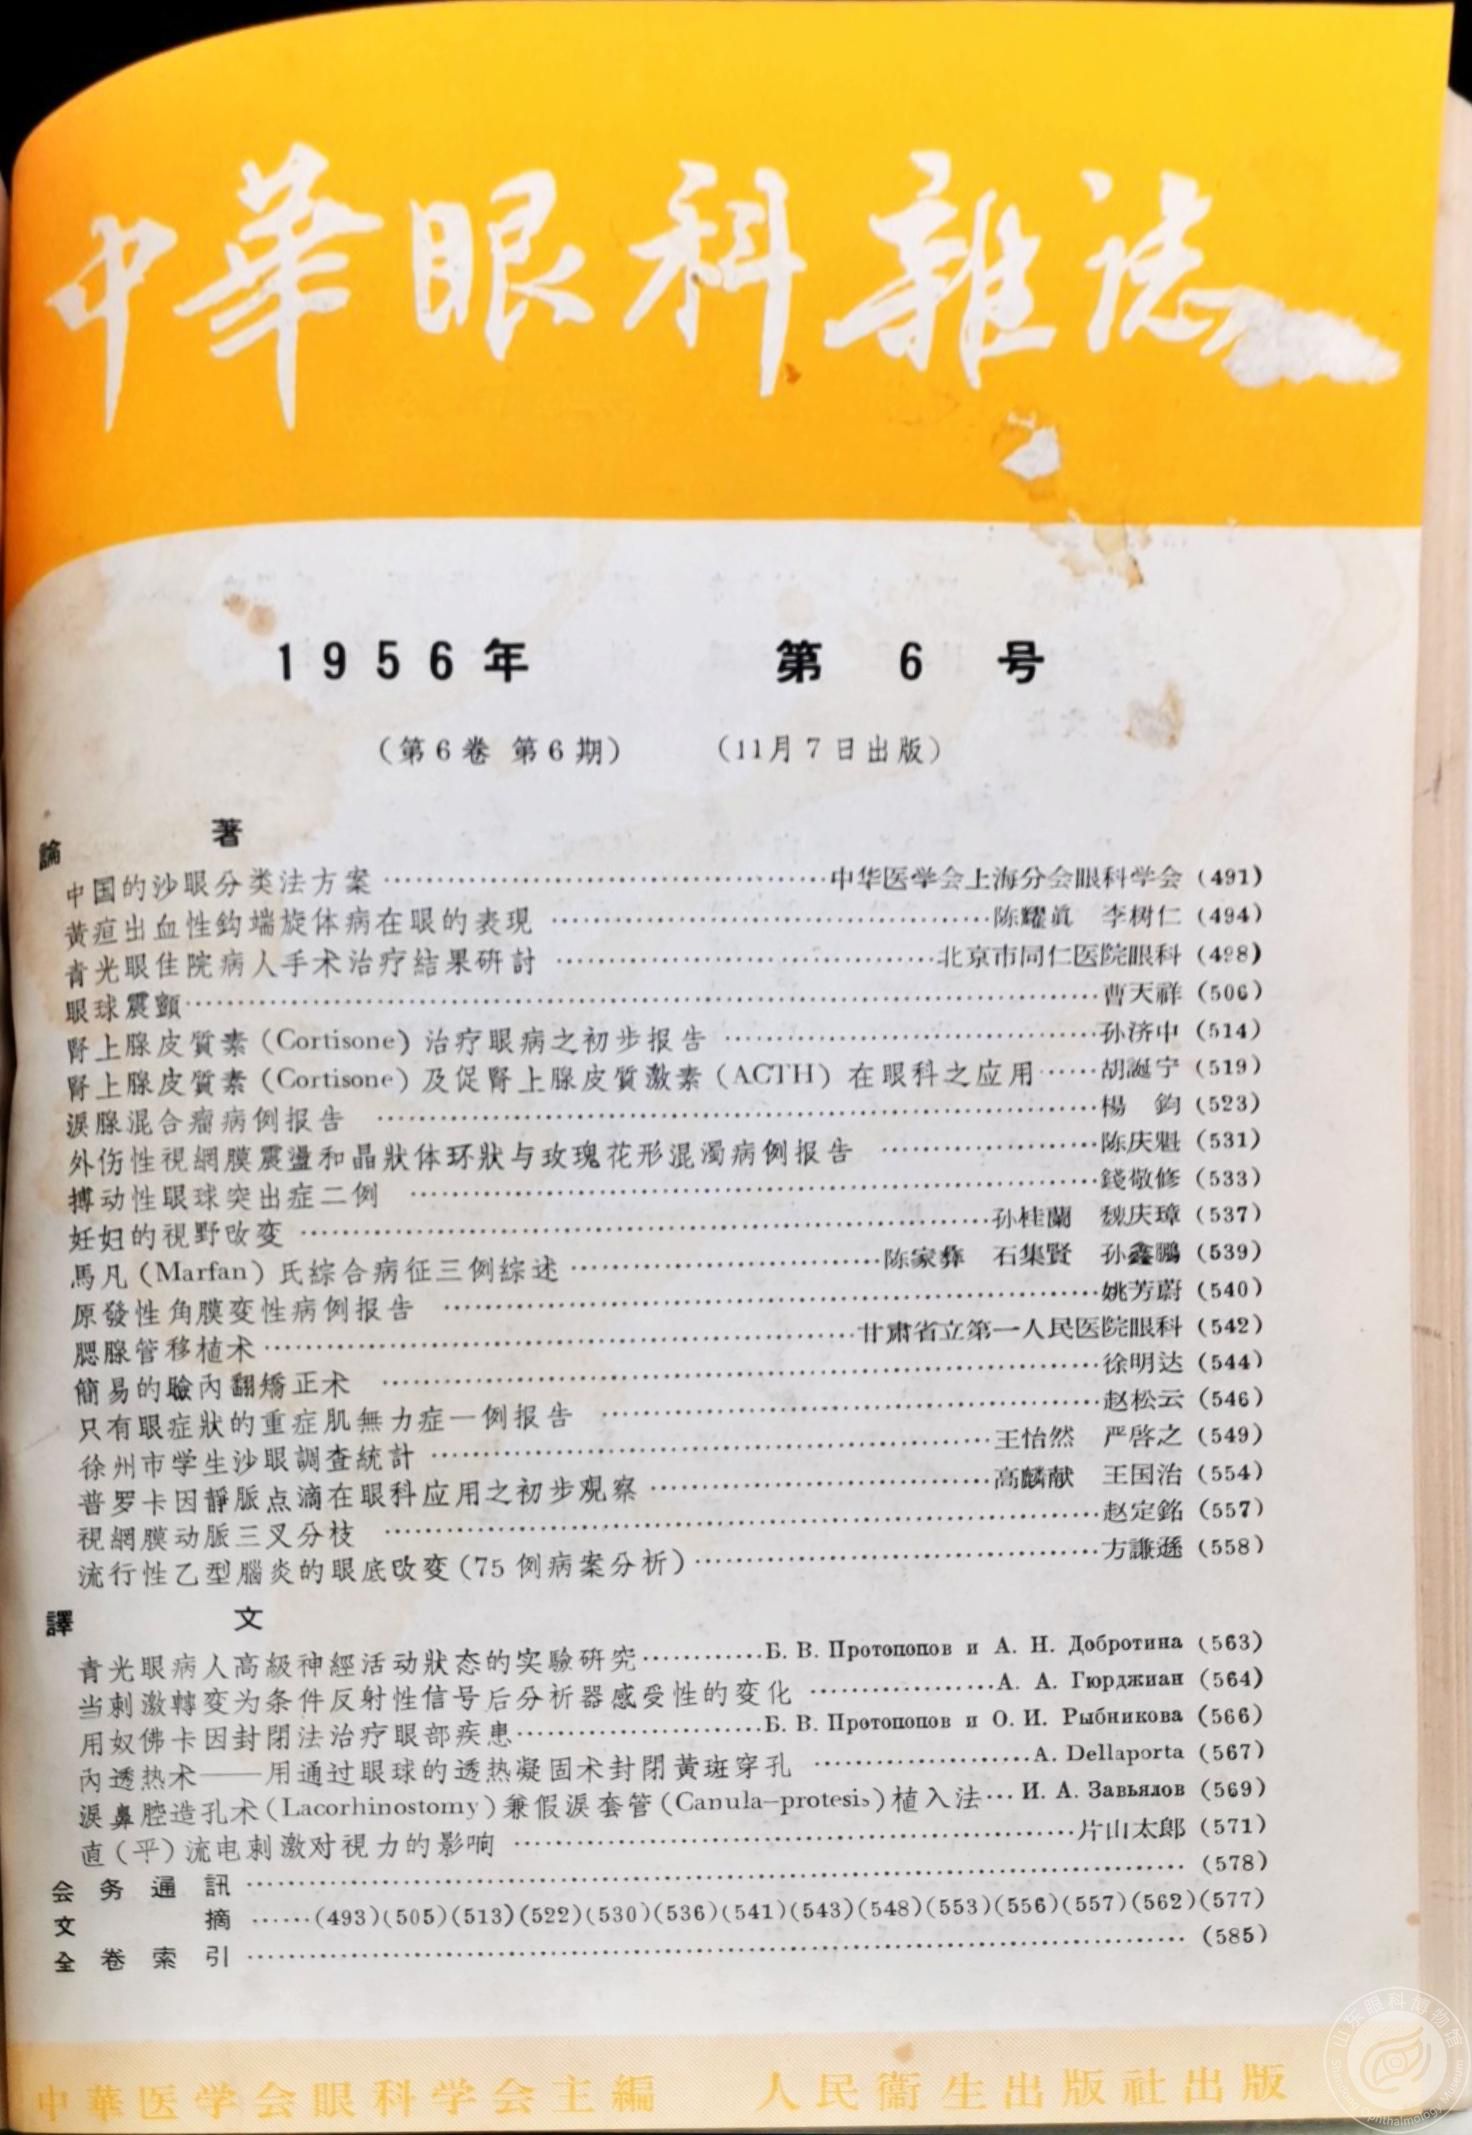 中華眼科雜誌
1956年 第6号
（第6卷 第6期） （11月7日出版）
論著
中国的沙眼分类法方案……中华医学会上海分会眼科学会（491）
黃疸出血性鈎端旋体病在眼的表現……陈耀眞 李树仁（494）
青光眼住院病人手术治疗結果硏討……北京市同仁医院眼科（498）
眼球震顫……曹天祥（506）
腎上腺皮質素（Cortisone）治疗眼病之初步报告……孙济中（514）
腎上腺皮質素（Cortisone）及促腎上腺皮質激素（ACTH）在眼科之应用……胡誕宁（519）
淚腺混合瘤病例报告……楊 鈞（523）
外伤性視網膜震盪和晶狀体环狀与玫瑰花形混濁病例报告……陈庆魁（531）
搏动性眼球突出症二例……錢敬修（533）
妊妇的視野改变……孙桂蘭 魏庆璋（537）
馬凡（Marfan）氏綜合病征三例綜述……陈家彝 石集賢 孙鑫鵬（539）
原發性角膜变性病例报告……姚芳蔚（540）
腮腺管移植术……甘肃省立第一人民医院眼科（542）
簡易的瞼內翻矯正术……徐明达（544）
只有眼症狀的重症肌無力症一例报告……赵松云（546）
徐州市学生沙眼調查統計……王怡然 严啓之（549）
普罗卡因靜脈点滴在眼科应用之初步观察……高麟献 王国治（554）
視網膜动脈三叉分枝……赵定銘（557）
流行性乙型腦炎的眼底改变（75例病案分析）……方謙遜（558）
譯文
青光眼病人高級神經活动狀态的实驗硏究……Б. В. Протопопов и А. Н. Добротина（563）
当刺激轉变为条件反射性信号后分析器感受性的变化……А. А. Гюрджиан（564）
用奴佛卡因封閉法治疗眼部疾患……Б. В. Протопопов и О. И. Рыбникова（566）
內透热术——用通过眼球的透热凝固术封閉黃斑穿孔……A. Dellaporta（567）
淚鼻腔造孔术（Lacorhinostomy）兼假淚套管（Canula-protesis）植入法…И. А. Завьялов（569）
直（平）流电刺激对視力的影响……片山太郞（571）
会务通訊……（578）
文摘……（493）（505）（513）（522）（530）（536）（541）（543）（548）（553）（556）（557）（562）（577）
全卷索引……（585）
中華医学会眼科学会主編 人民衞生出版社出版
山东眼科博物馆
Shandong Ophthalmology Museum